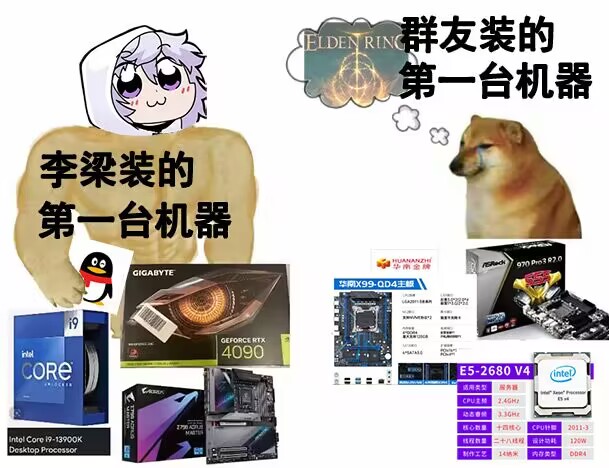 李梁装的
第一台机器
ELDEN RING
群友装的
第一台机器
GIGABYTE
GEFORCE RTX
4090
intel
CORE
UNLOCKED
i9
Intel Core i9-13900K
Desktop Processor
AORUS
Z790 AORUS
MASTER
HUANANZHI
华南金牌
华南X99-QD4主板
ASRock
970 Pro3 R2.0
E5-2680 V4
适用类型 服务器
CPU主频 2.4GHz
动态睿频 3.3GHz
核心数量 十四核心 CPU针脚 2011-3
线程数量 二十八线程 设计功耗 120W
制作工艺 14纳米 内存类型 DDR4
intel
Intel® Xeon® Processor
E5 v4